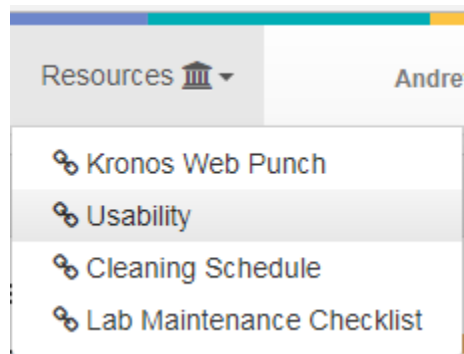 Resources
Andre
Kronos Web Punch
Usability
Cleaning Schedule
Lab Maintenance Checklist